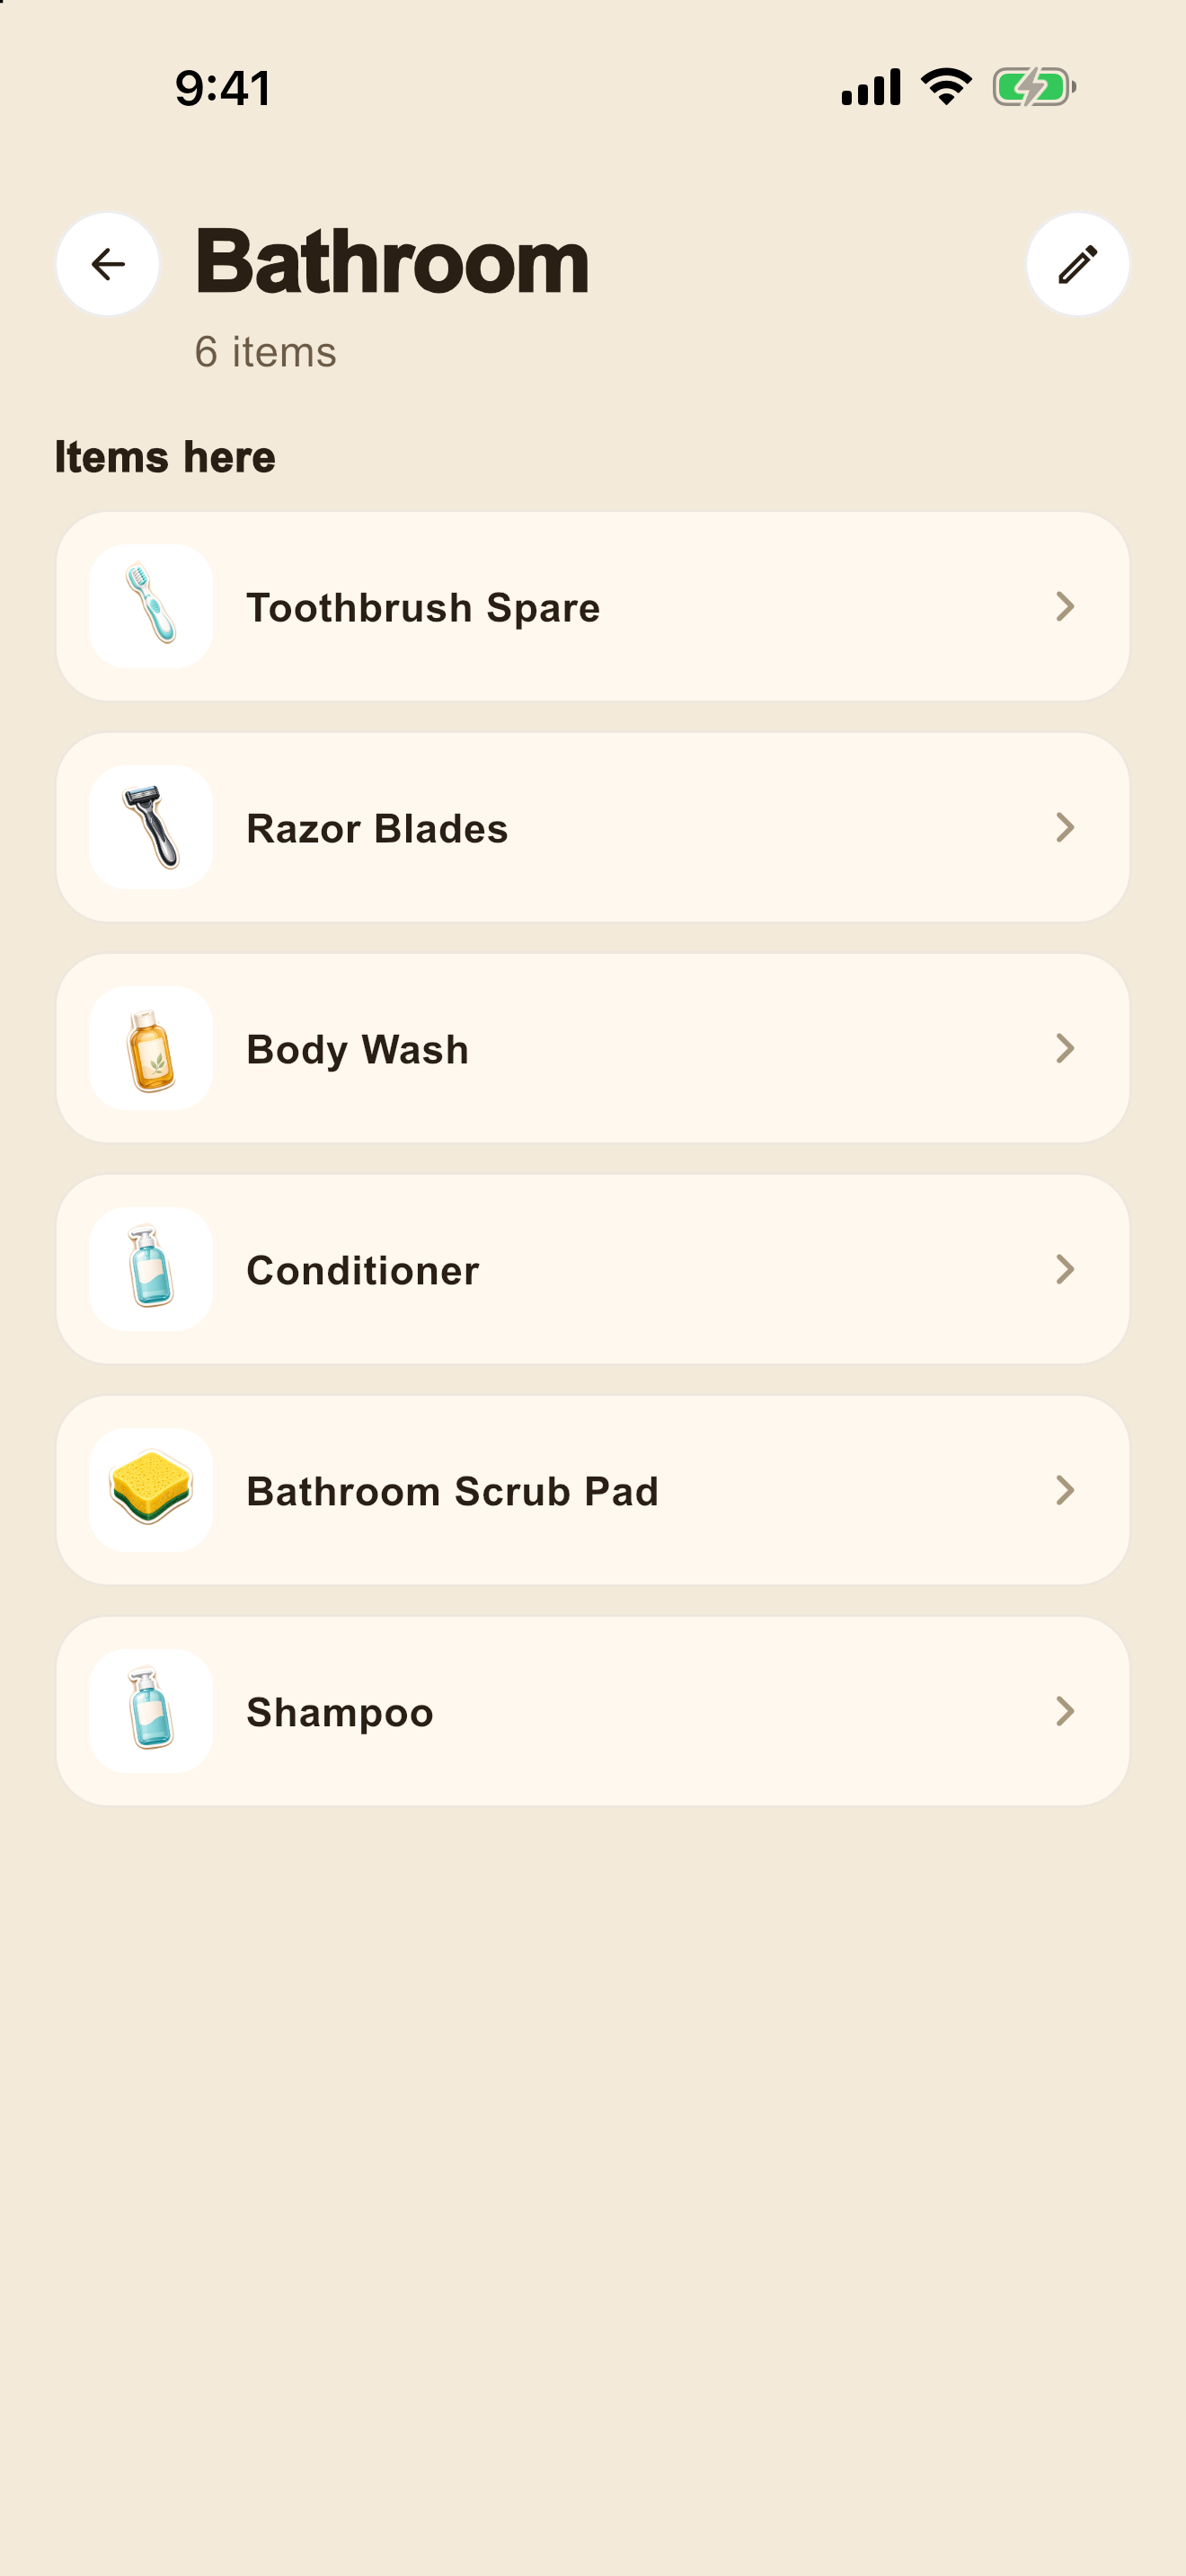 9:41
Bathroom
6 items
Items here
Toothbrush Spare
Razor Blades
Body Wash
Conditioner
Bathroom Scrub Pad
Shampoo